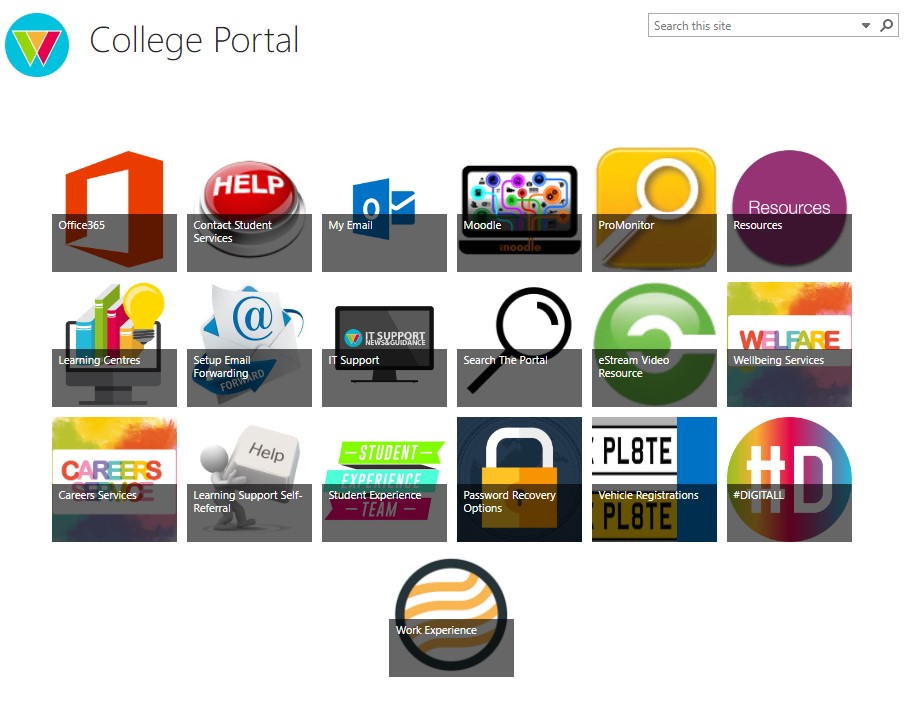 College Portal
Search this site
Office365
HELP
Contact Student
Services
My Email
Moodle
moodle
ProMonitor
Resources
Resources
Learning Centres
Setup Email
Forwarding
FORWARD
IT SUPPORT
NEWS&GUIDANCE
IT Support
Search The Portal
eStream Video
Resource
WELFARE
Wellbeing Services
CAREERS
SERVICE
Careers Services
Help
Learning Support Self-
Referral
STUDENT
EXPERIENCE
TEAM
Student Experience
Password Recovery
Options
PL8TE
Vehicle Registrations
PL8TE
#D
#DIGITALL
Work Experience